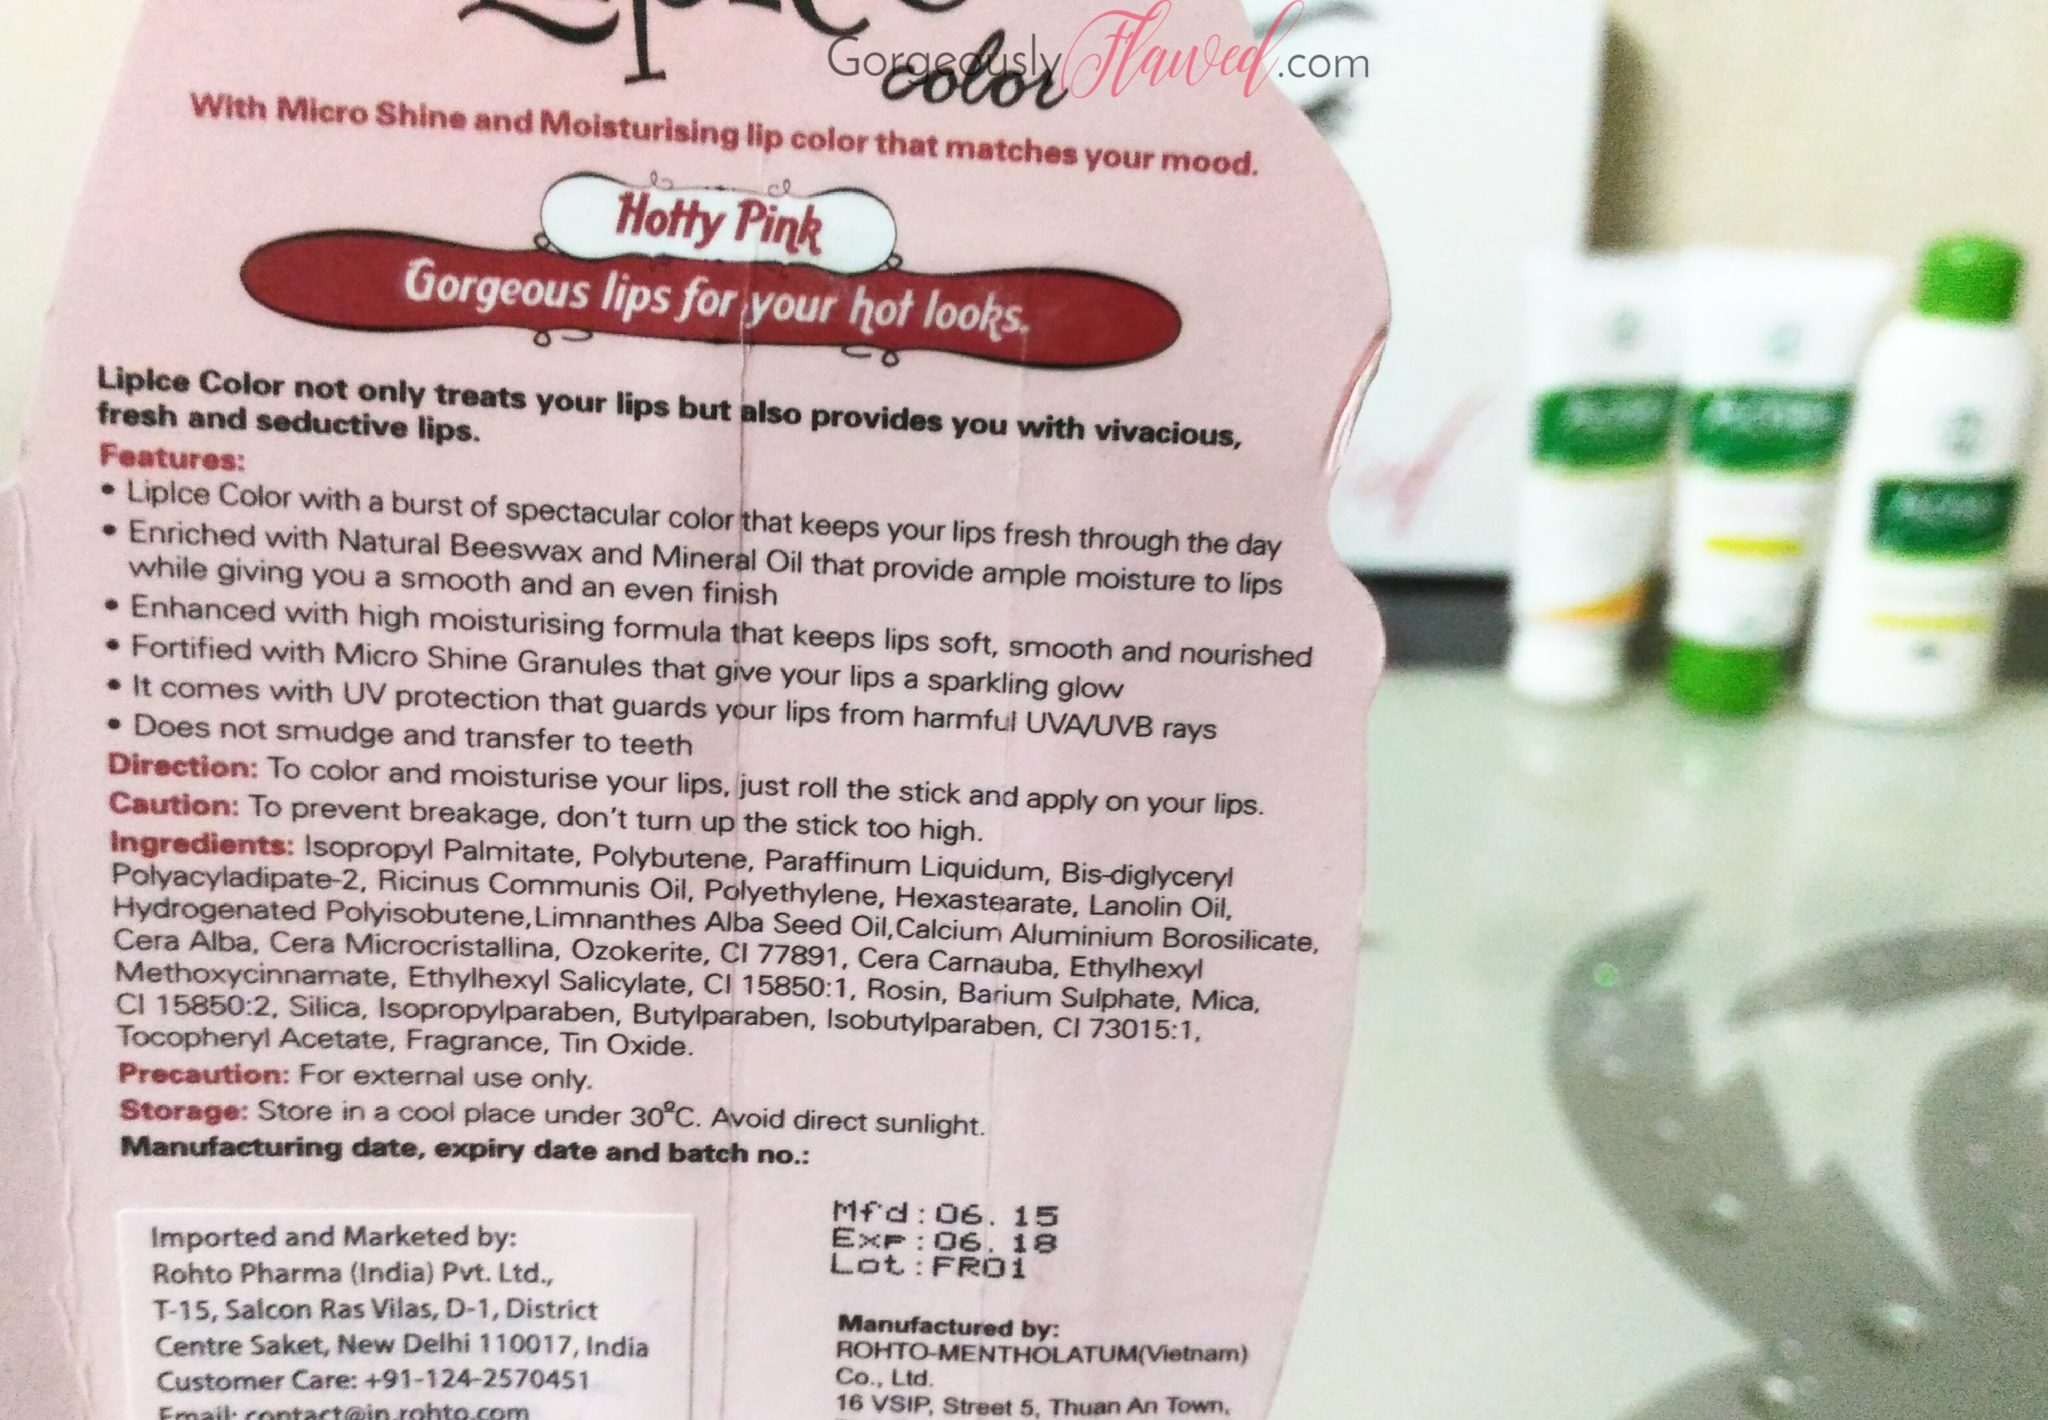 GorgeouslyFlawed.com
color
With Micro Shine and Moisturising lip color that matches your mood.
Hotty Pink
Gorgeous lips for your hot looks.
LipIce Color not only treats your lips but also provides you with vivacious,
fresh and seductive lips.
Features:
• LipIce Color with a burst of spectacular color that keeps your lips fresh through the day
• Enriched with Natural Beeswax and Mineral Oil that provide ample moisture to lips
while giving you a smooth and an even finish
• Enhanced with high moisturising formula that keeps lips soft, smooth and nourished
• Fortified with Micro Shine Granules that give your lips a sparkling glow
• It comes with UV protection that guards your lips from harmful UVA/UVB rays
• Does not smudge and transfer to teeth
Direction: To color and moisturise your lips, just roll the stick and apply on your lips.
Caution: To prevent breakage, don't turn up the stick too high.
Ingredients: Isopropyl Palmitate, Polybutene, Paraffinum Liquidum, Bis-diglyceryl
Polyacyladipate-2, Ricinus Communis Oil, Polyethylene, Hexastearate, Lanolin Oil,
Hydrogenated Polyisobutene,Limnanthes Alba Seed Oil,Calcium Aluminium Borosilicate,
Cera Alba, Cera Microcristallina, Ozokerite, CI 77891, Cera Carnauba, Ethylhexyl
Methoxycinnamate, Ethylhexyl Salicylate, CI 15850:1, Rosin, Barium Sulphate, Mica,
CI 15850:2, Silica, Isopropylparaben, Butylparaben, Isobutylparaben, CI 73015:1,
Tocopheryl Acetate, Fragrance, Tin Oxide.
Precaution: For external use only.
Storage: Store in a cool place under 30ºC. Avoid direct sunlight.
Manufacturing date, expiry date and batch no.:
Mfd:06. 15
Exp:06. 18
Lot:FR01
Imported and Marketed by:
Rohto Pharma (India) Pvt. Ltd.,
T-15, Salcon Ras Vilas, D-1, District
Centre Saket, New Delhi 110017, India
Customer Care: +91-124-2570451
Email: contact@in.rohto.com
Manufactured by:
ROHTO-MENTHOLATUM(Vietnam)
Co., Ltd.
16 VSIP, Street 5, Thuan An Town,